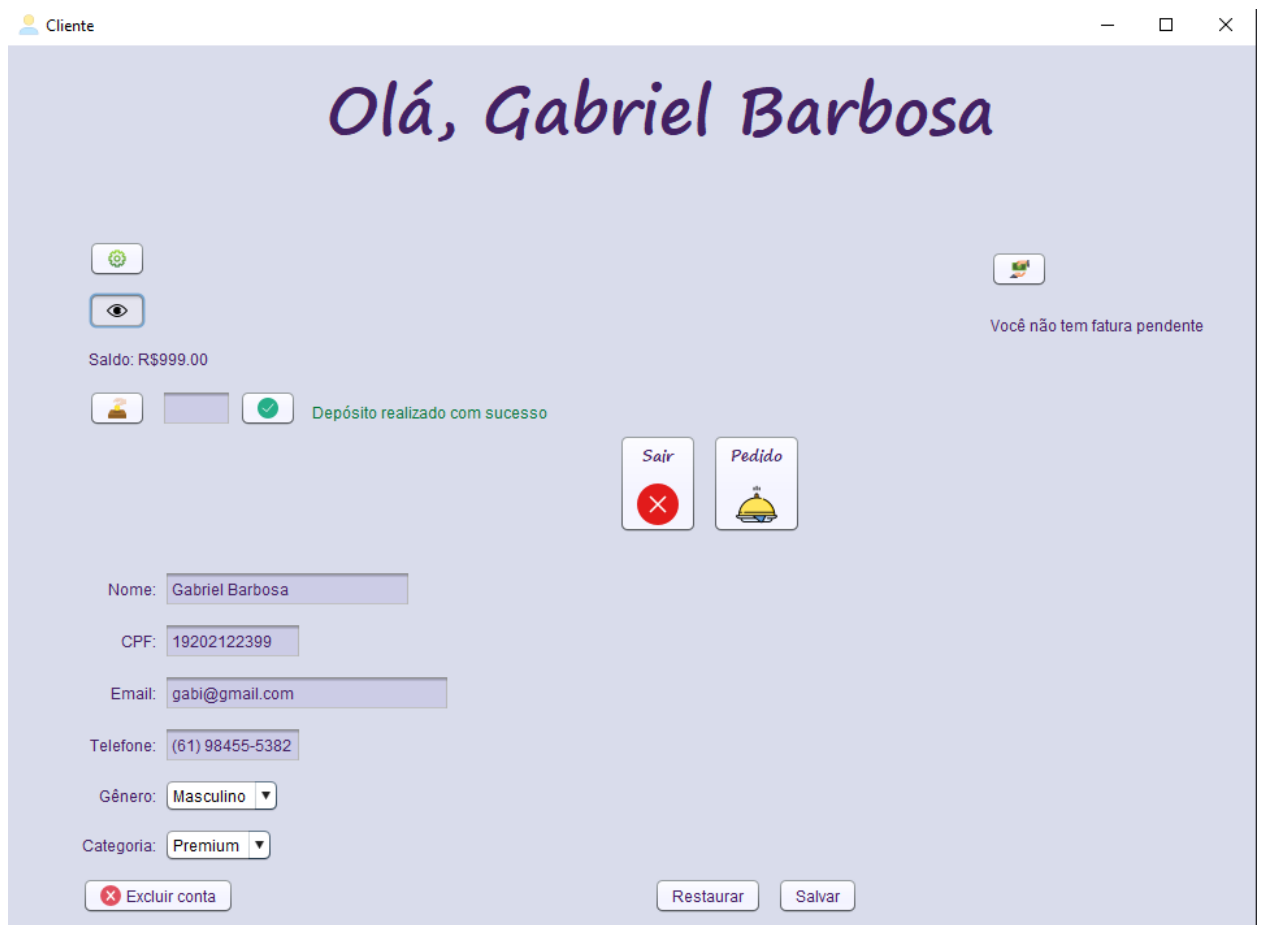 Cliente
Olá, Gabriel Barbosa
Você não tem fatura pendente
Saldo: R$999.00
Depósito realizado com sucesso
Sair
Pedido
Nome: Gabriel Barbosa
CPF: 19202122399
Email: gabi@gmail.com
Telefone: (61) 98455-5382
Gênero: Masculino
Categoria: Premium
Excluir conta
Restaurar
Salvar